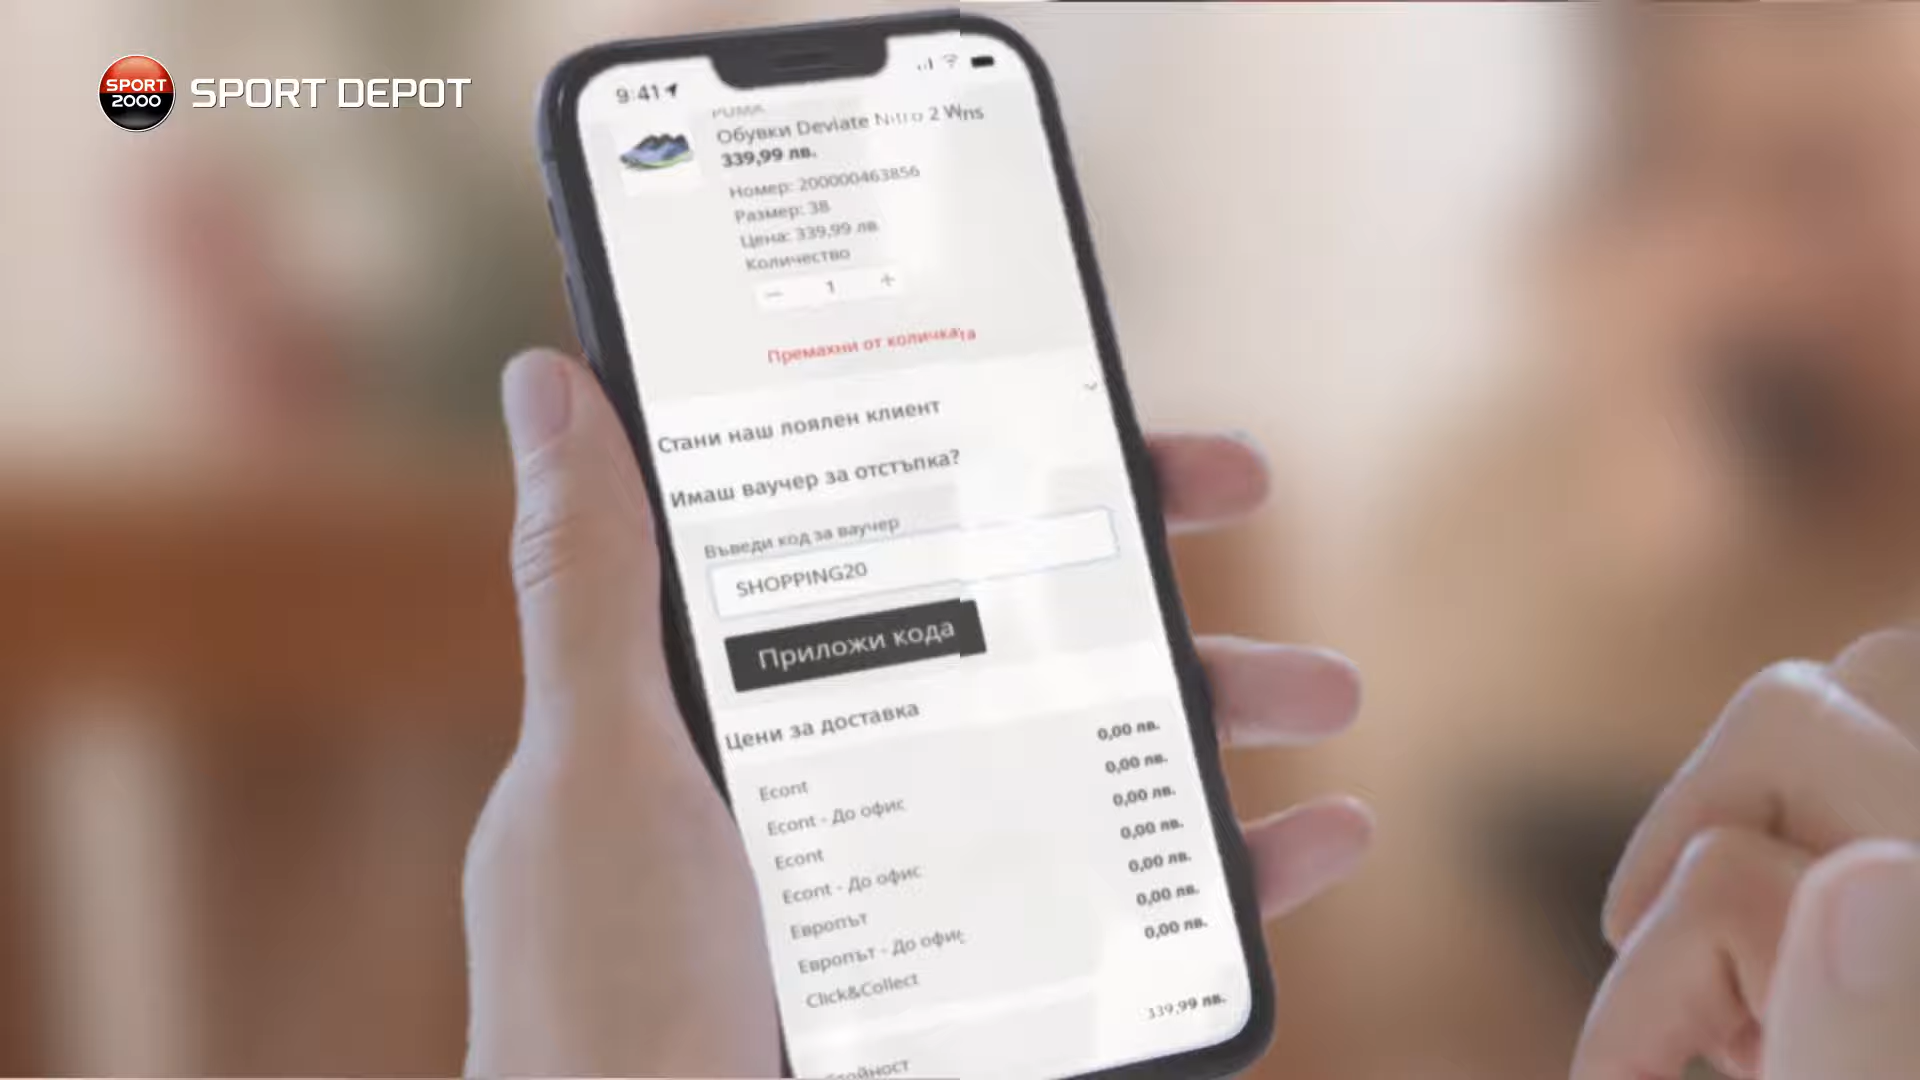 SPORT
2000
SPORT DEPOT
9:41
PUMA
Обувки Deviate Nitro 2 Wns
339,99 лв.
Номер: 200000463856
Размер: 38
Цена: 339,99 лв
Количество
— 1 +
Премахни от количката
Стани наш лоялен клиент
Имаш ваучер за отстъпка?
Въведи код за ваучер
SHOPPING20
Приложи кода
Цени за доставка
Econt 0,00 лв.
Econt - До офис 0,00 лв.
Econt 0,00 лв.
Econt - До офис 0,00 лв.
Европът 0,00 лв.
Европът - До офис 0,00 лв.
Click&Collect 0,00 лв.
339,99 лв.